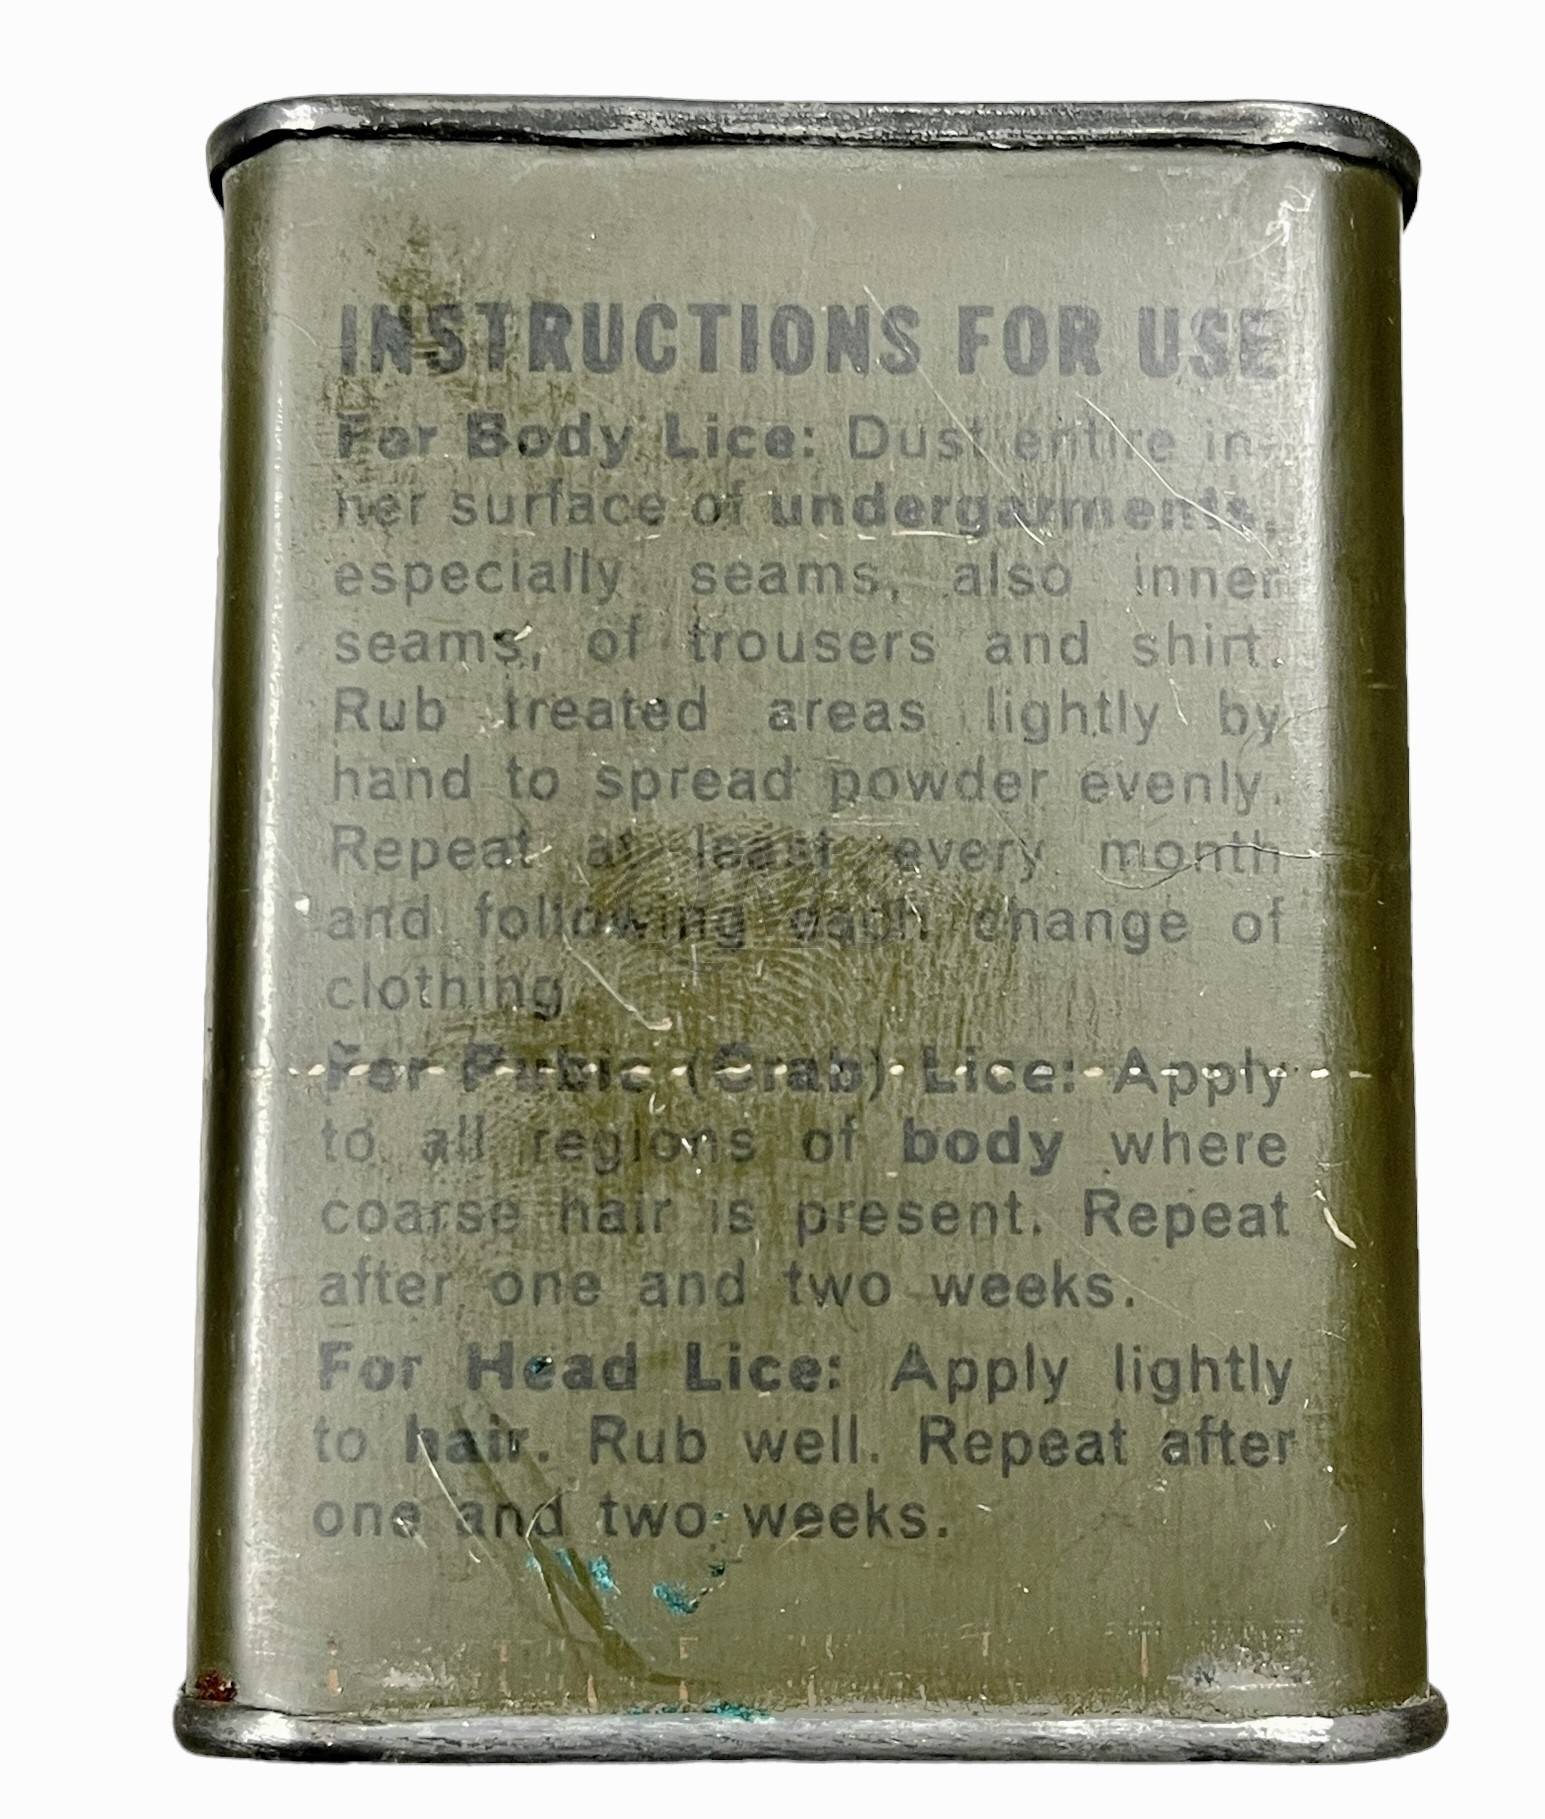 INSTRUCTIONS FOR USE
For Body Lice: Dust entire in-
ner surface of undergarments,
especially seams, also inner
seams, of trousers and shirt.
Rub treated areas lightly by
hand to spread powder evenly.
Repeat at least every month
and following each change of
clothing
For Pubic (Crab) Lice: Apply
to all regions of body where
coarse hair is present. Repeat
after one and two weeks.
For Head Lice: Apply lightly
to hair. Rub well. Repeat after
one and two weeks.